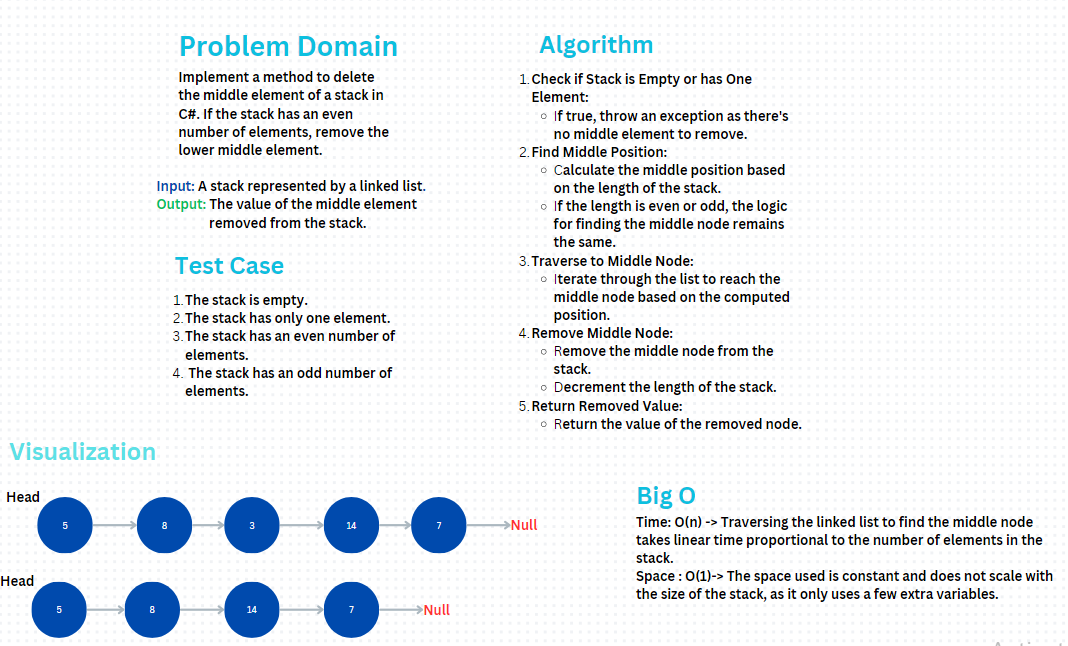 Problem Domain
Implement a method to delete
the middle element of a stack in
C#. If the stack has an even
number of elements, remove the
lower middle element.
Input: A stack represented by a linked list.
Output: The value of the middle element
removed from the stack.
Test Case
1. The stack is empty.
2. The stack has only one element.
3. The stack has an even number of
elements.
4. The stack has an odd number of
elements.
Algorithm
1. Check if Stack is Empty or has One
Element:
○ If true, throw an exception as there's
no middle element to remove.
2. Find Middle Position:
○ Calculate the middle position based
on the length of the stack.
○ If the length is even or odd, the logic
for finding the middle node remains
the same.
3. Traverse to Middle Node:
○ Iterate through the list to reach the
middle node based on the computed
position.
4. Remove Middle Node:
○ Remove the middle node from the
stack.
○ Decrement the length of the stack.
5. Return Removed Value:
○ Return the value of the removed node.
Visualization
Head
5 8 3 14 7 Null
Head
5 8 14 7 Null
Big O
Time: O(n) -> Traversing the linked list to find the middle node
takes linear time proportional to the number of elements in the
stack.
Space : O(1)-> The space used is constant and does not scale with
the size of the stack, as it only uses a few extra variables.